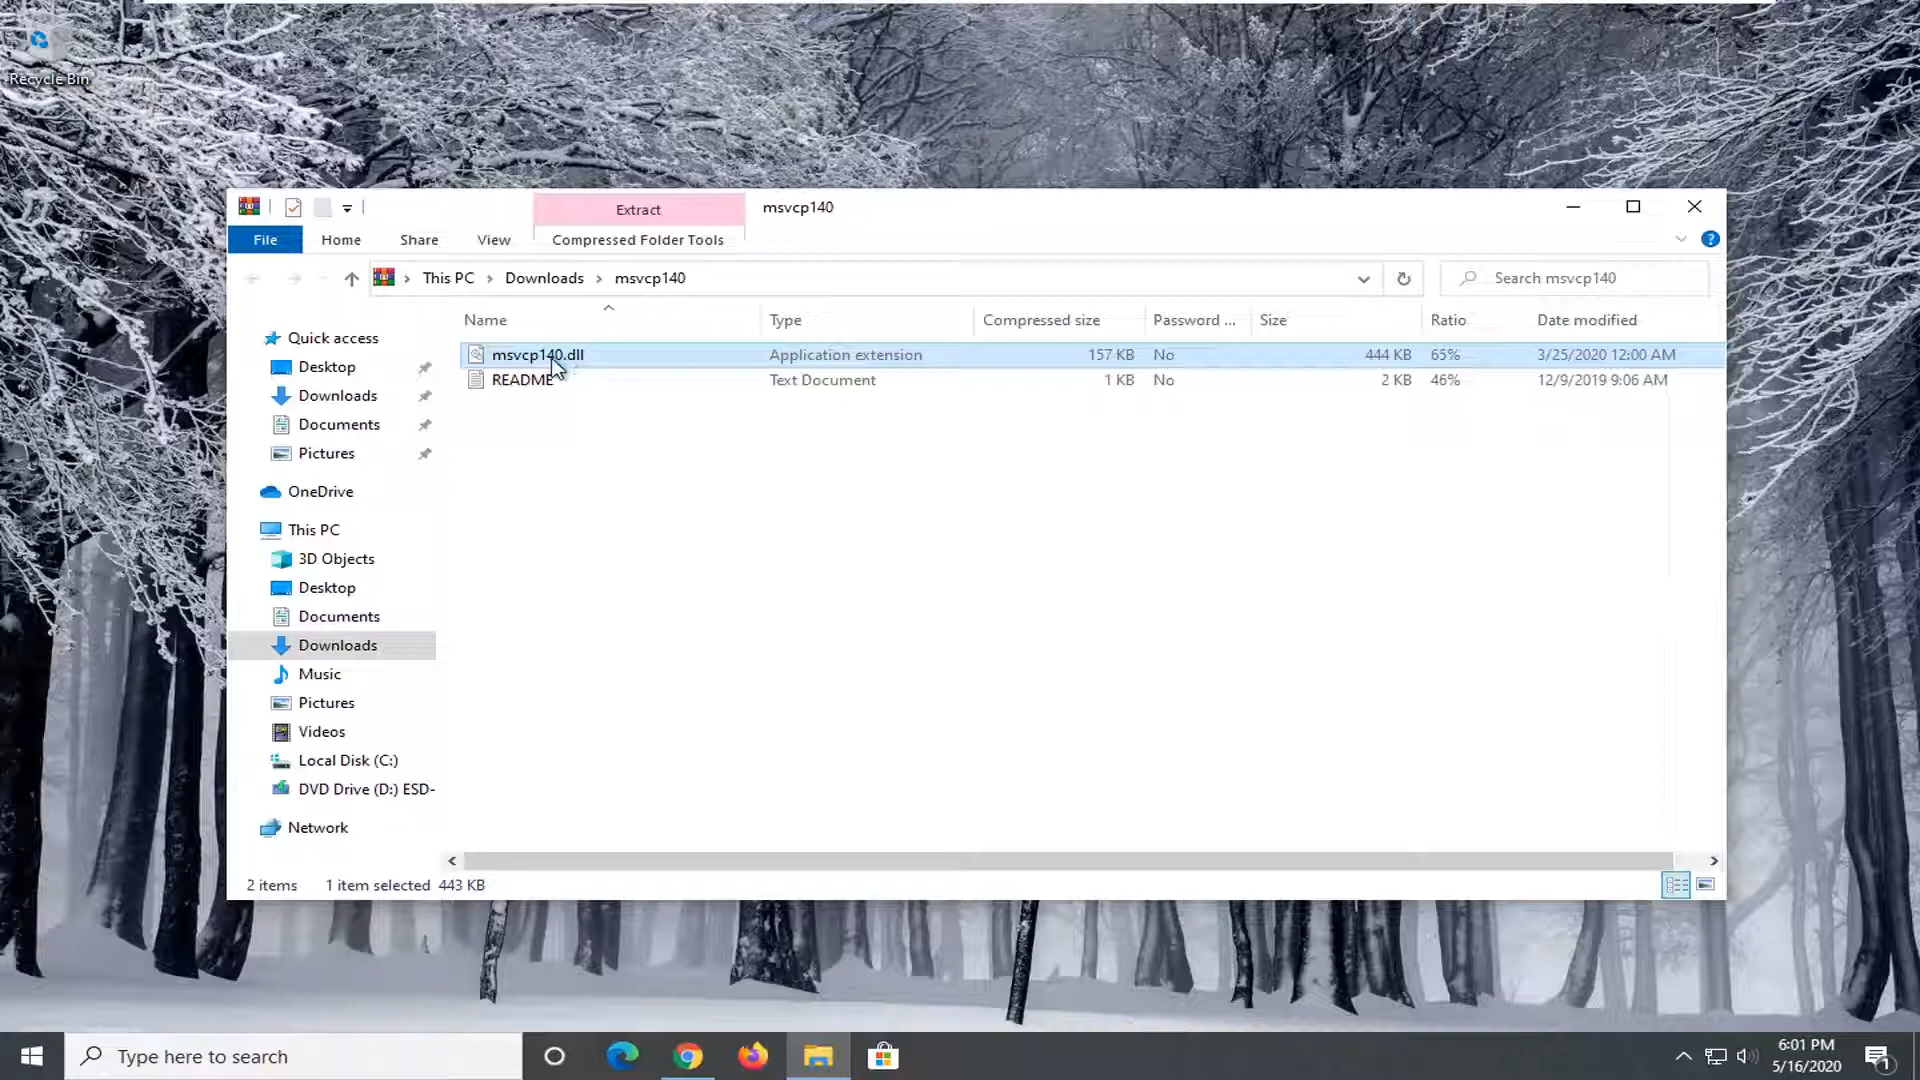 Recycle Bin
Extract
msvcp140
File
Home
Share
View
Compressed Folder Tools
This PC
Downloads
msvcp140
Search msvcp140
Name
Type
Compressed size
Password ...
Size
Ratio
Date modified
msvcp140.dll
Application extension
157 KB
No
444 KB
65%
3/25/2020 12:00 AM
README
Text Document
1 KB
No
2 KB
46%
12/9/2019 9:06 AM
Quick access
Desktop
Downloads
Documents
Pictures
OneDrive
This PC
3D Objects
Desktop
Documents
Downloads
Music
Pictures
Videos
Local Disk (C:)
DVD Drive (D:) ESD-
Network
2 items
1 item selected 443 KB
Type here to search
6:01 PM
5/16/2020
1